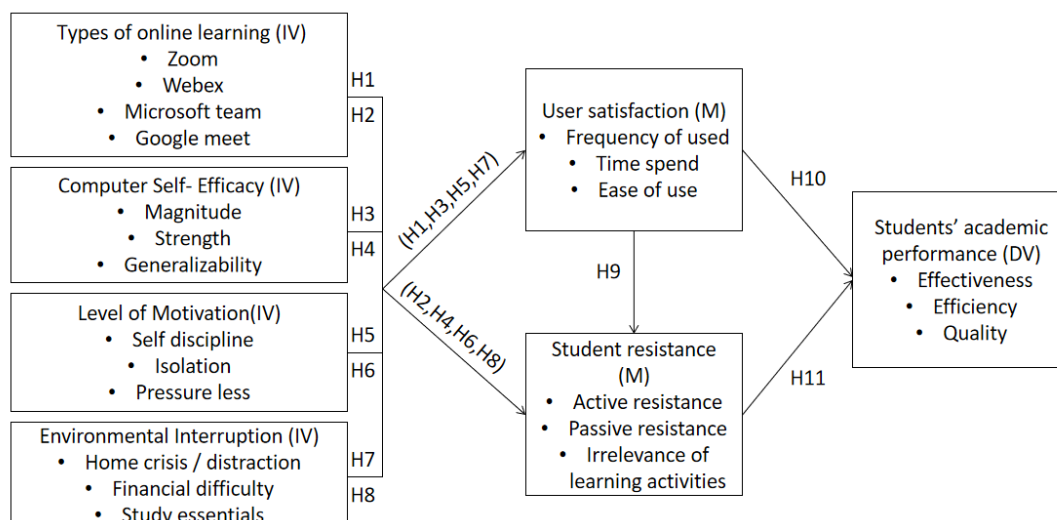 Types of online learning (IV)
• Zoom
• Webex
• Microsoft team
• Google meet
H1
H2
Computer Self- Efficacy (IV)
• Magnitude
• Strength
• Generalizability
H3
H4
Level of Motivation(IV)
• Self discipline
• Isolation
• Pressure less
H5
H6
Environmental Interruption (IV)
• Home crisis / distraction
• Financial difficulty
• Study essentials
H7
H8
(H1,H3,H5,H7)
(H2,H4,H6,H8)
User satisfaction (M)
• Frequency of used
• Time spend
• Ease of use
H9
Student resistance
(M)
• Active resistance
• Passive resistance
• Irrelevance of
learning activities
H10
H11
Students’ academic
performance (DV)
• Effectiveness
• Efficiency
• Quality